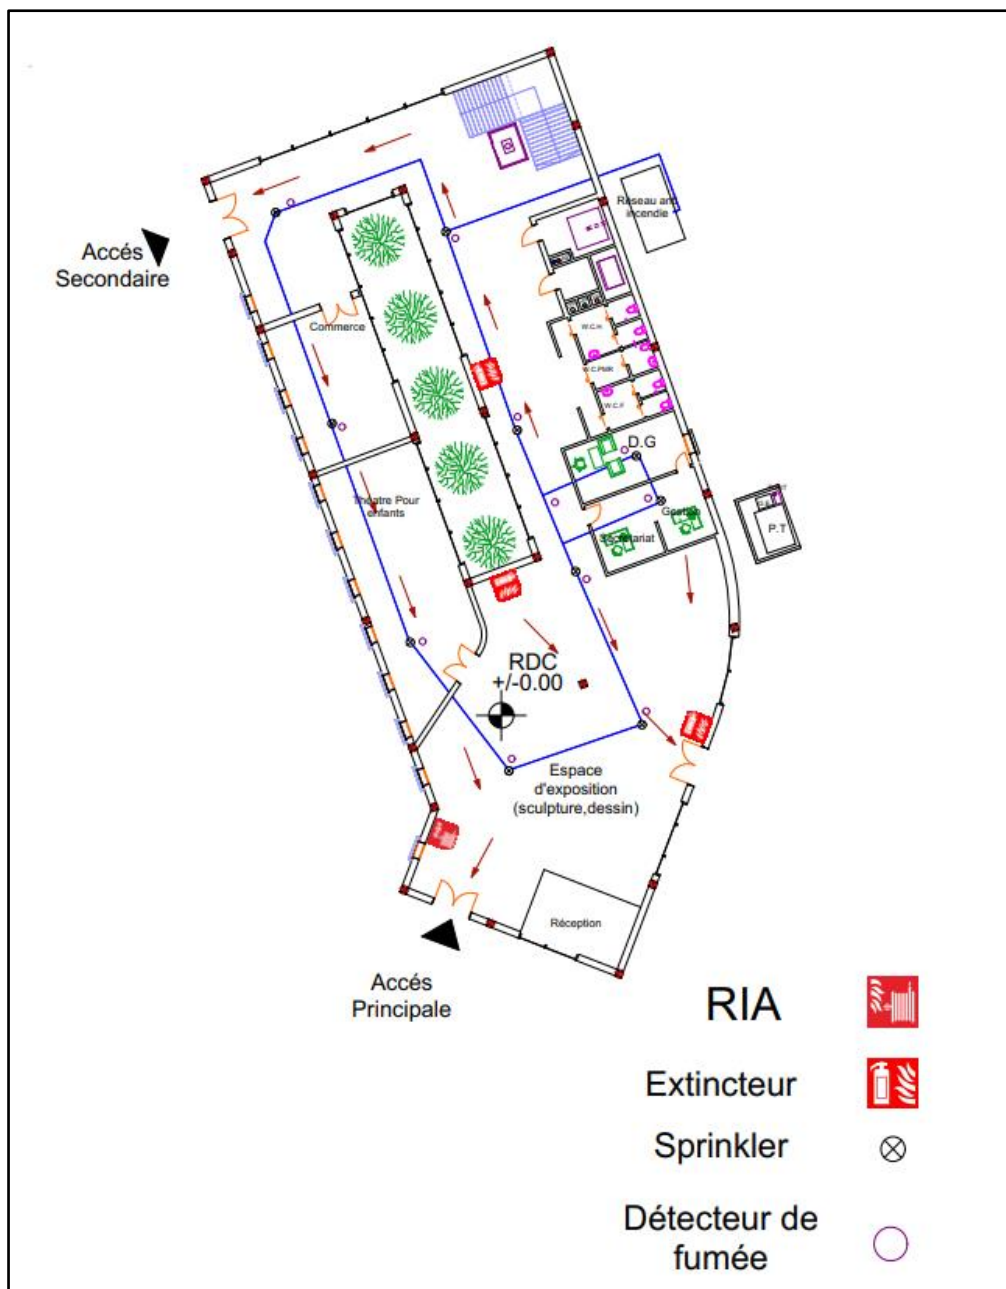 Réseau anti
incendie
Accés
Secondaire
Commerce
W.C.H
W.C.PMR
W.C.F
D.G
Théatre Pour
enfants
Gestion
Secrétariat
P.T
RDC
+/-0.00
Espace
d'exposition
(sculpture,dessin)
Réception
Accés
Principale
RIA
Extincteur
Sprinkler
Détecteur de
fumée